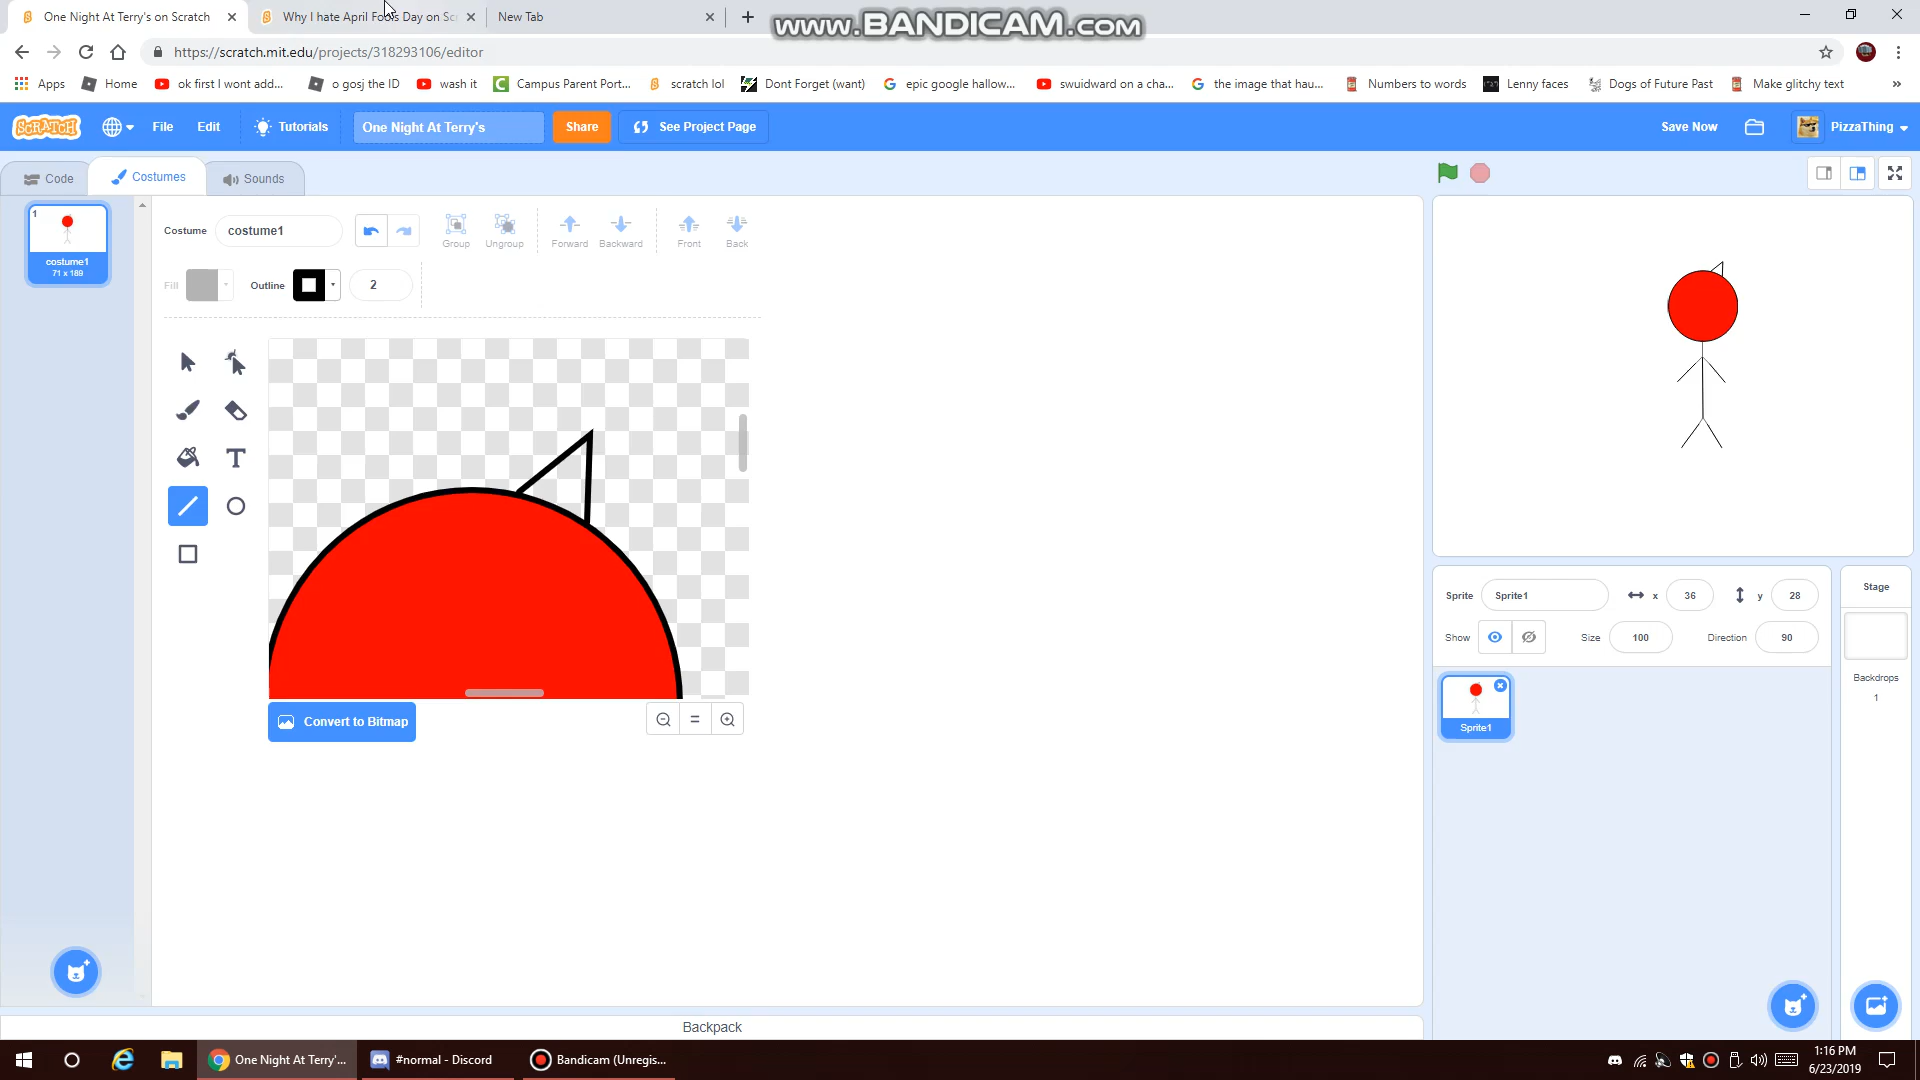 One Night At Terry's on Scratch
Why I hate April Fools Day on Scr
New Tab
www.BANDICAM.com
https://scratch.mit.edu/projects/318293106/editor
Apps
Home
ok first I wont add...
o gosj the ID
wash it
Campus Parent Port...
scratch lol
Dont Forget (want)
epic google hallow...
swuidward on a cha...
the image that hau...
Numbers to words
Lenny faces
Dogs of Future Past
Make glitchy text
»
SCRATCH
File
Edit
Tutorials
One Night At Terry's
Share
See Project Page
Save Now
PizzaThing
Code
Costumes
Sounds
1
costume1
71 x 189
Costume
costume1
Group
Ungroup
Forward
Backward
Front
Back
Fill
Outline
2
T
Convert to Bitmap
Sprite
Sprite1
x
36
y
28
Show
Size
100
Direction
90
Sprite1
Stage
Backdrops
1
Backpack
One Night At Terry'...
#normal - Discord
Bandicam (Unregis...
1:16 PM
6/23/2019